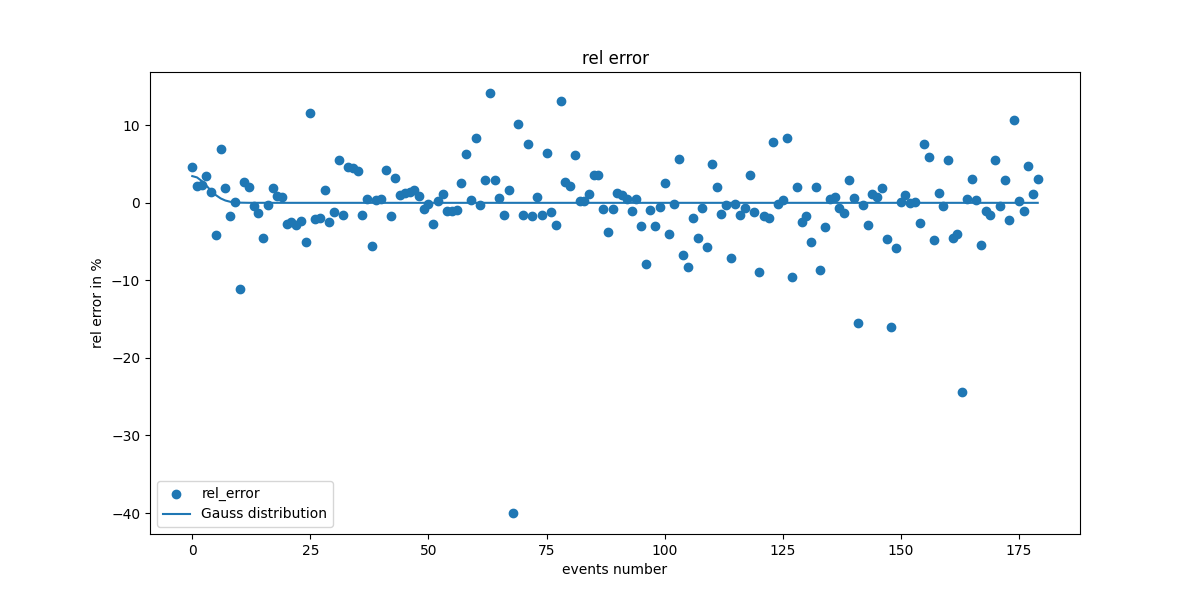 rel error
rel error in %
10
0
−10
−20
−30
−40
rel_error
Gauss distribution
0
25
50
75
100
125
150
175
events number